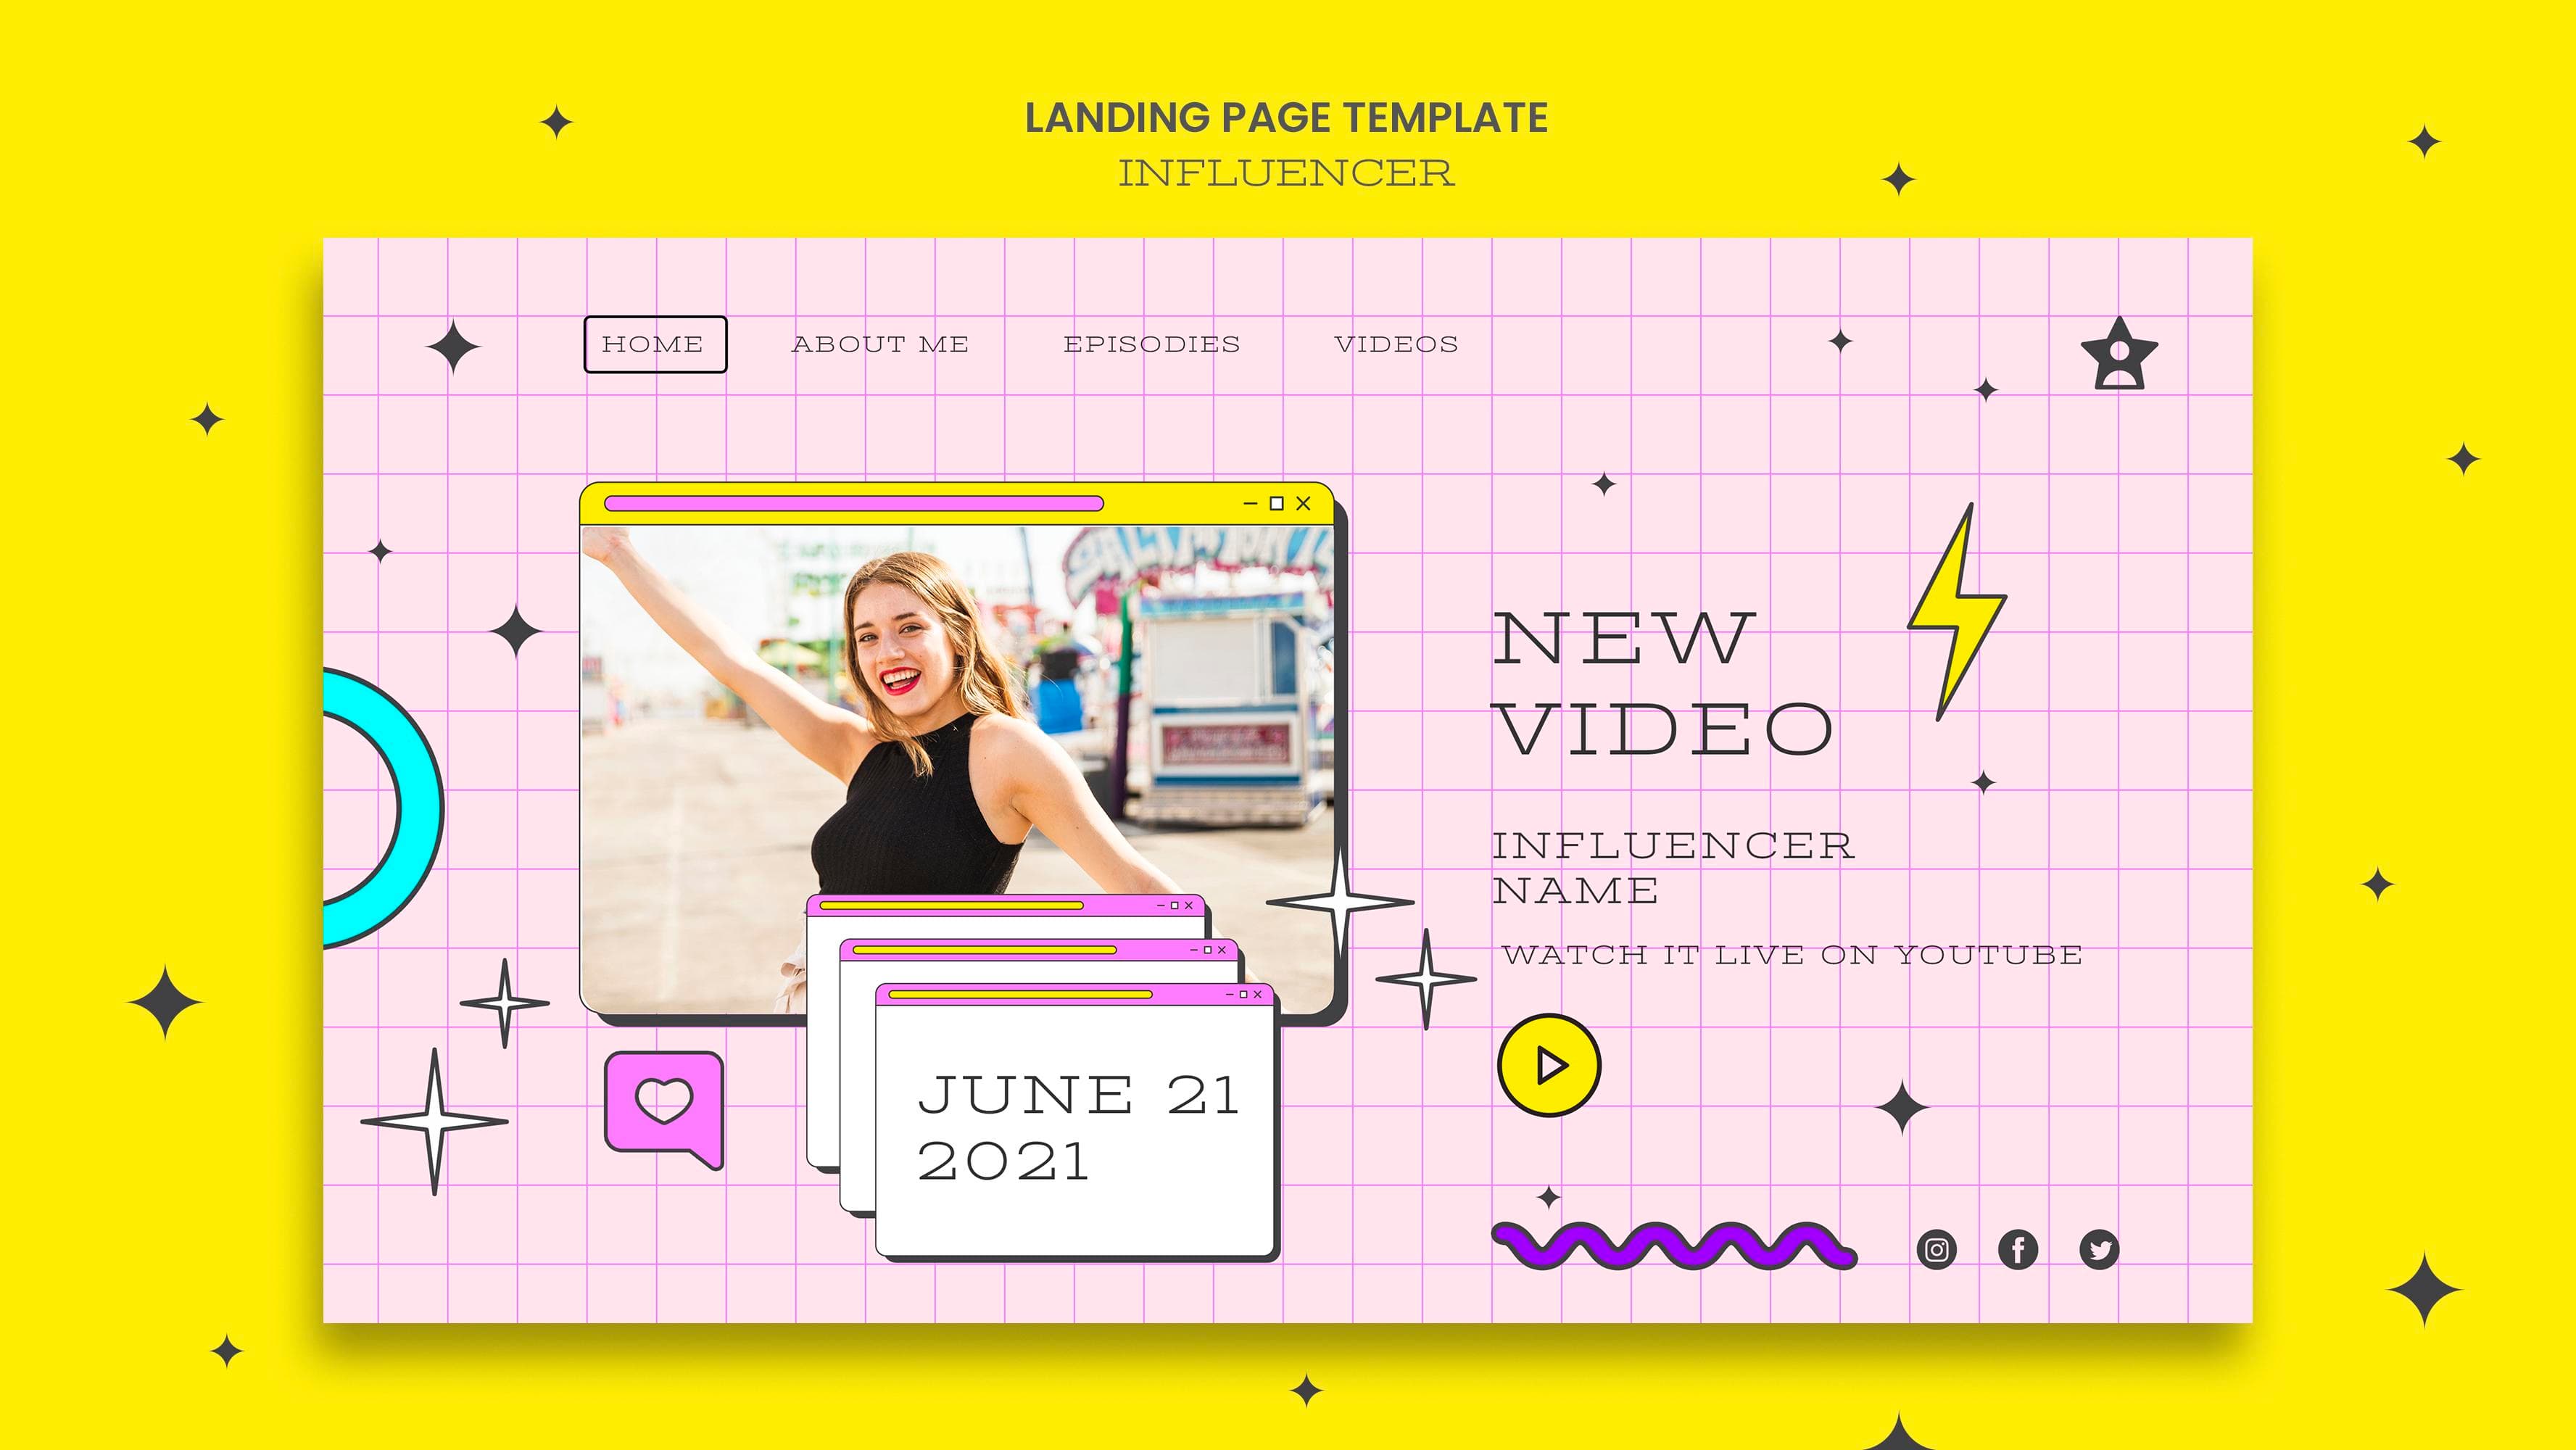 LANDING PAGE TEMPLATE
INFLUENCER
HOME ABOUT ME EPISODIES VIDEOS
NEW
VIDEO
INFLUENCER
NAME
WATCH IT LIVE ON YOUTUBE
JUNE 21
2021